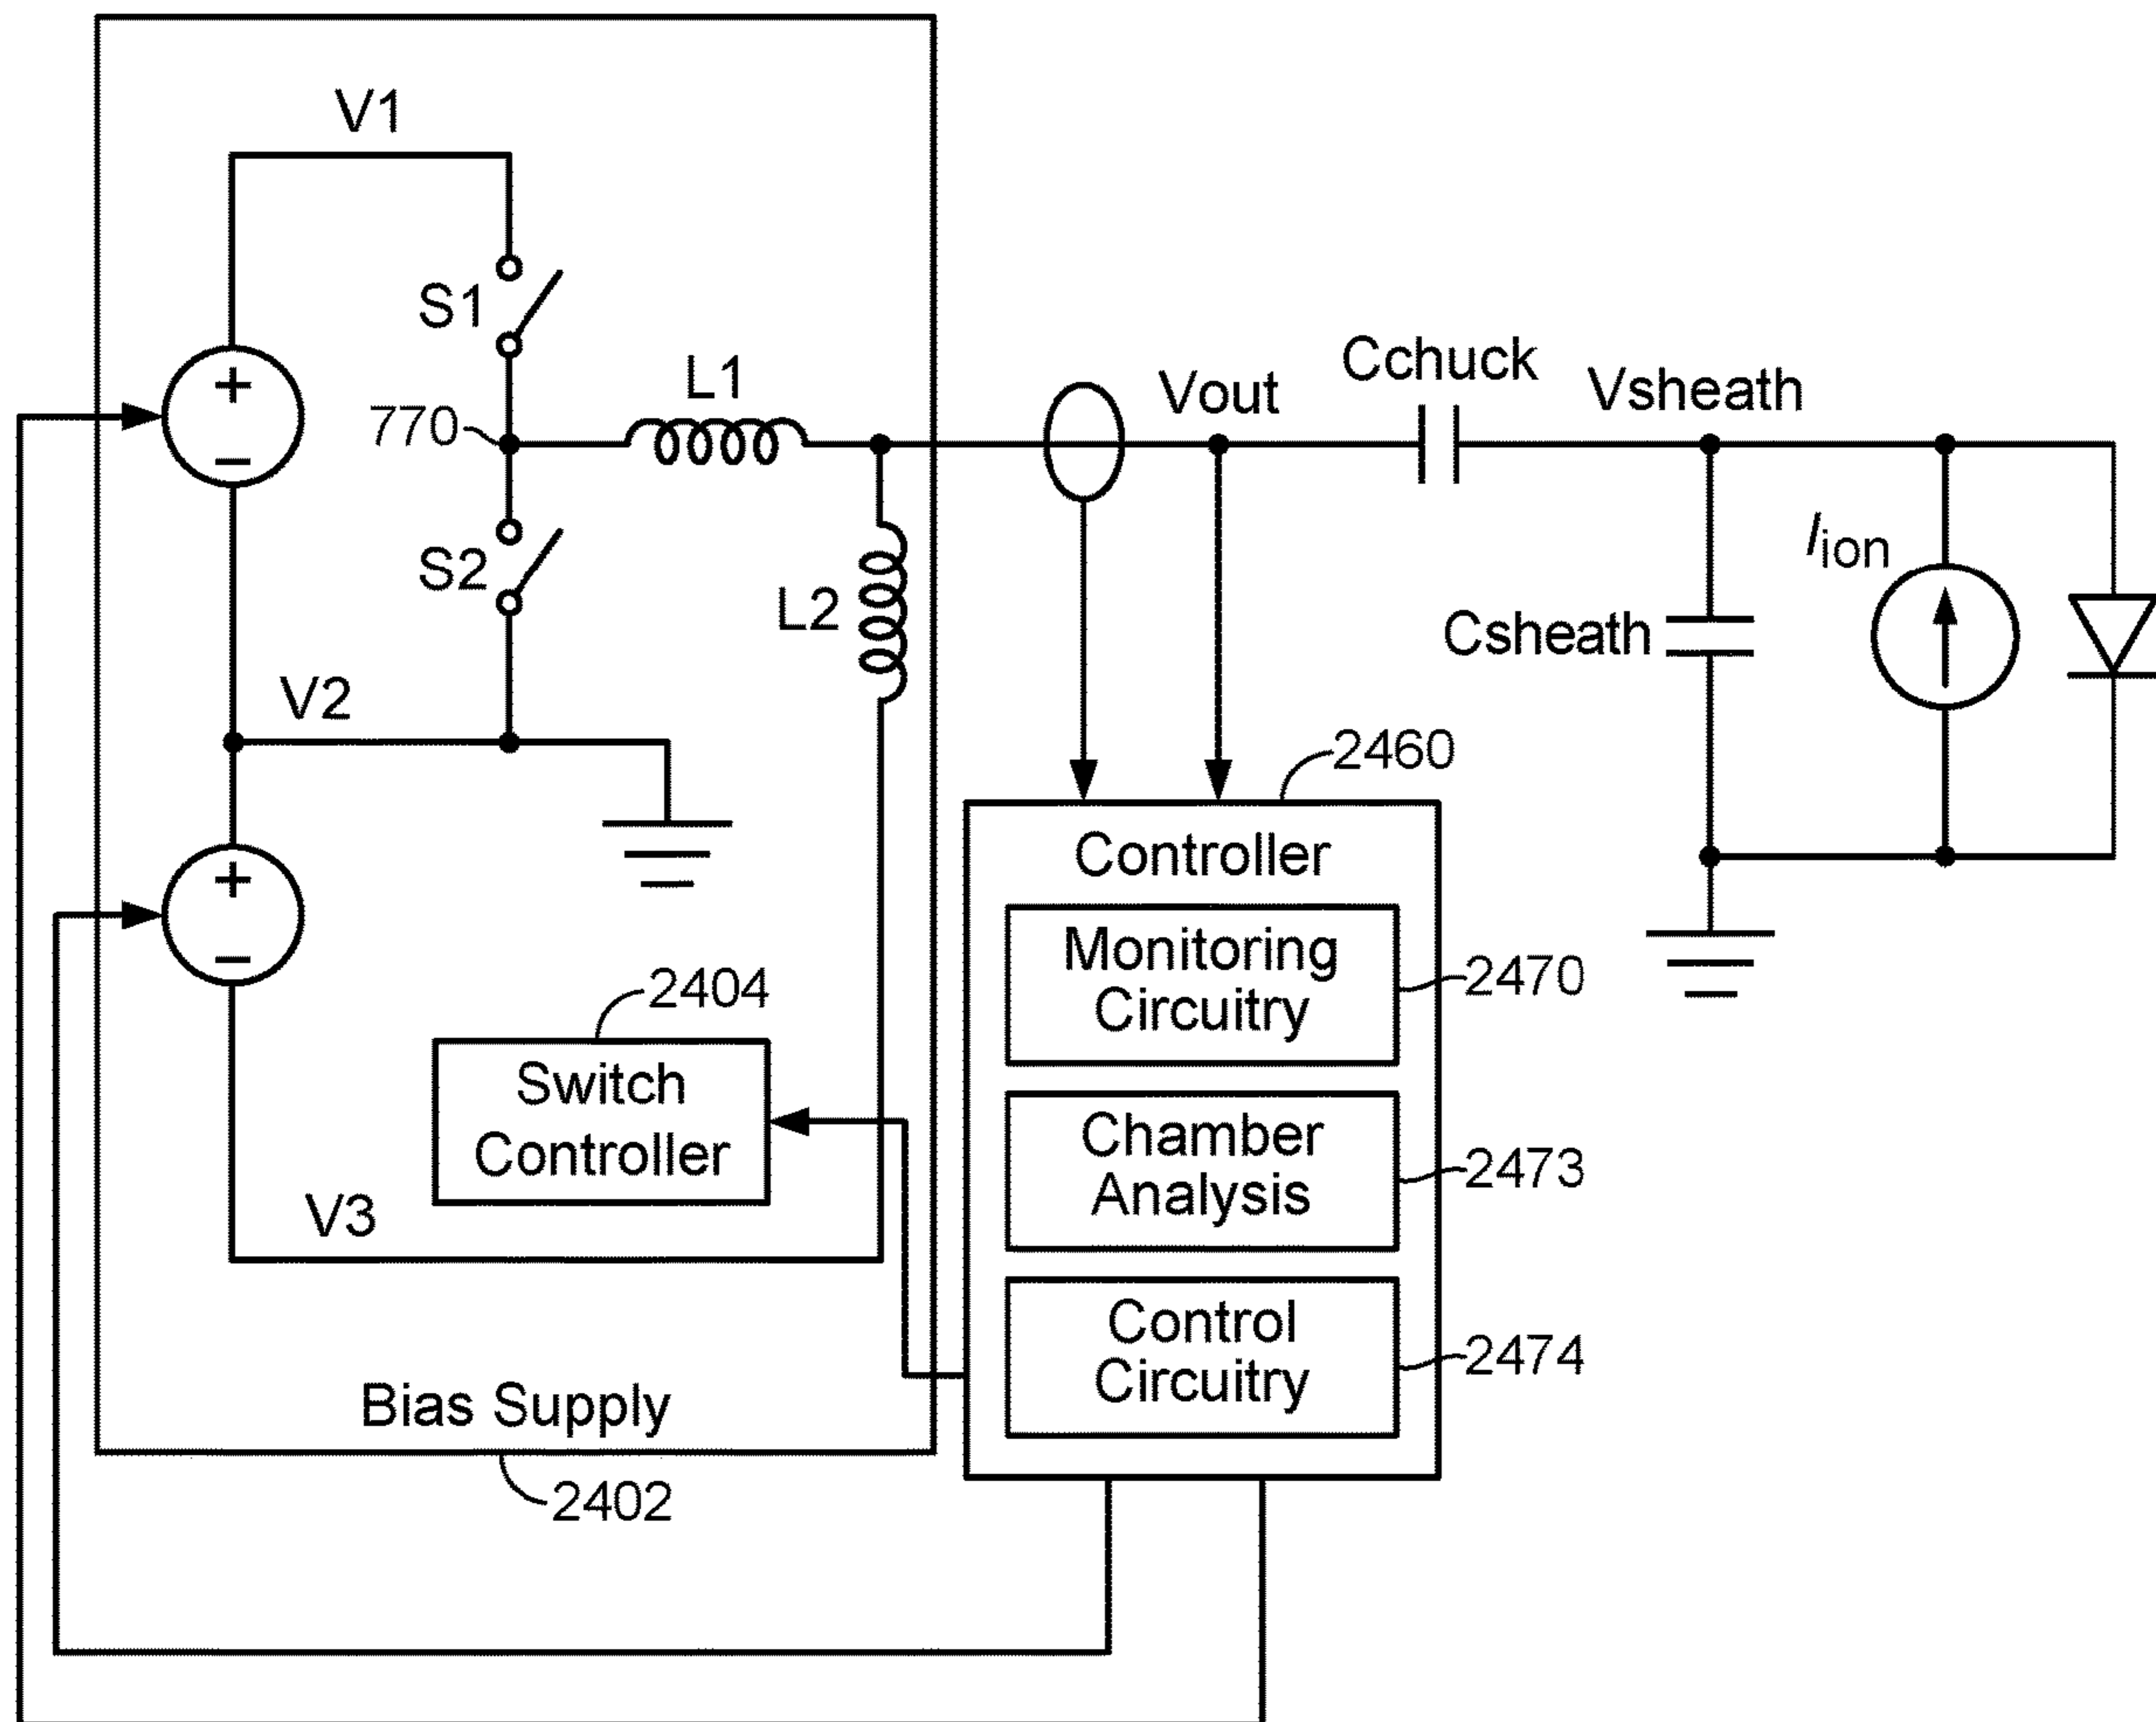 V1
S1
770
L1
Vout
Cchuck
Vsheath
S2
L2
Iion
Csheath
V2
2460
Controller
Monitoring
Circuitry
2470
2404
Switch
Controller
Chamber
Analysis
2473
V3
Control
Circuitry
2474
Bias Supply
2402